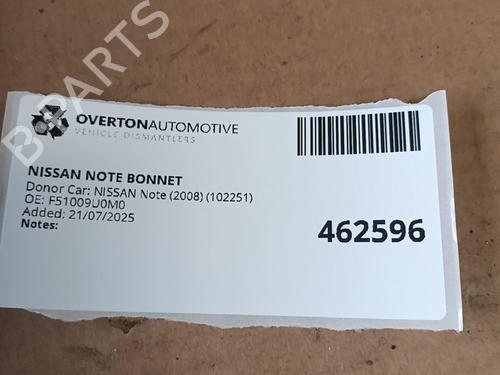 B-PARTS
OVERTONAUTOMOTIVE
VEHICLE DISMANTLERS
NISSAN NOTE BONNET
Donor Car: NISSAN Note (2008) (102251)
OE: F51009U0M0
Added: 21/07/2025
Notes:
462596